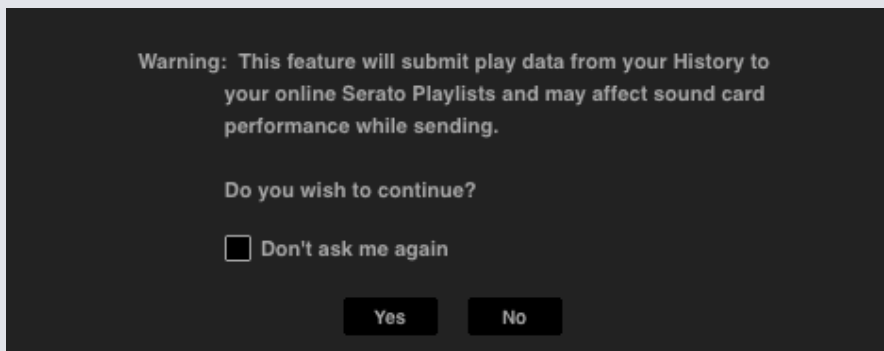 Warning: This feature will submit play data from your History to
your online Serato Playlists and may affect sound card
performance while sending.
Do you wish to continue?
Don't ask me again
Yes No